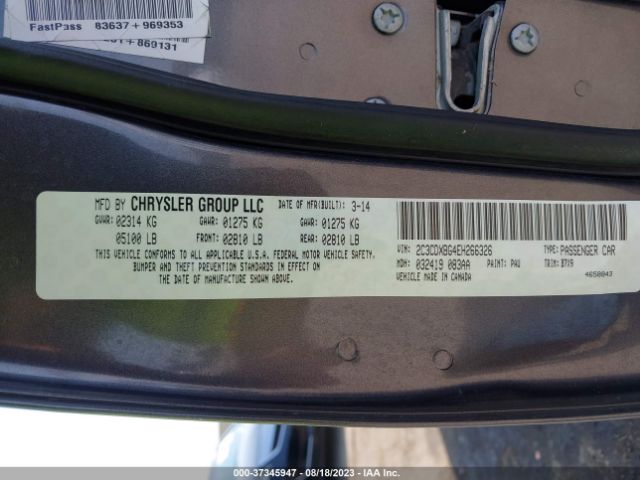 FastPass 83637+969353
+869131
MFD BY CHRYSLER GROUP LLC DATE OF MFR(BUILT): 3-14
GVWR: 02314 KG GAWR: 01275 KG GAWR: 01275 KG
05100 LB FRONT: 02810 LB REAR: 02810 LB
THIS VEHICLE CONFORMS TO ALL APPLICABLE U.S.A. FEDERAL MOTOR VEHICLE SAFETY,
BUMPER AND THEFT PREVENTION STANDARDS IN EFFECT ON
THE DATE OF MANUFACTURE SHOWN ABOVE.
VIN: 2C3CDXBG4EH266326 TYPE: PASSENGER CAR
MDH: 032419 083AA PAINT: PAU TRIM: B7X9
VEHICLE MADE IN CANADA 4650043
000-37345947 - 08/18/2023 - IAA Inc.